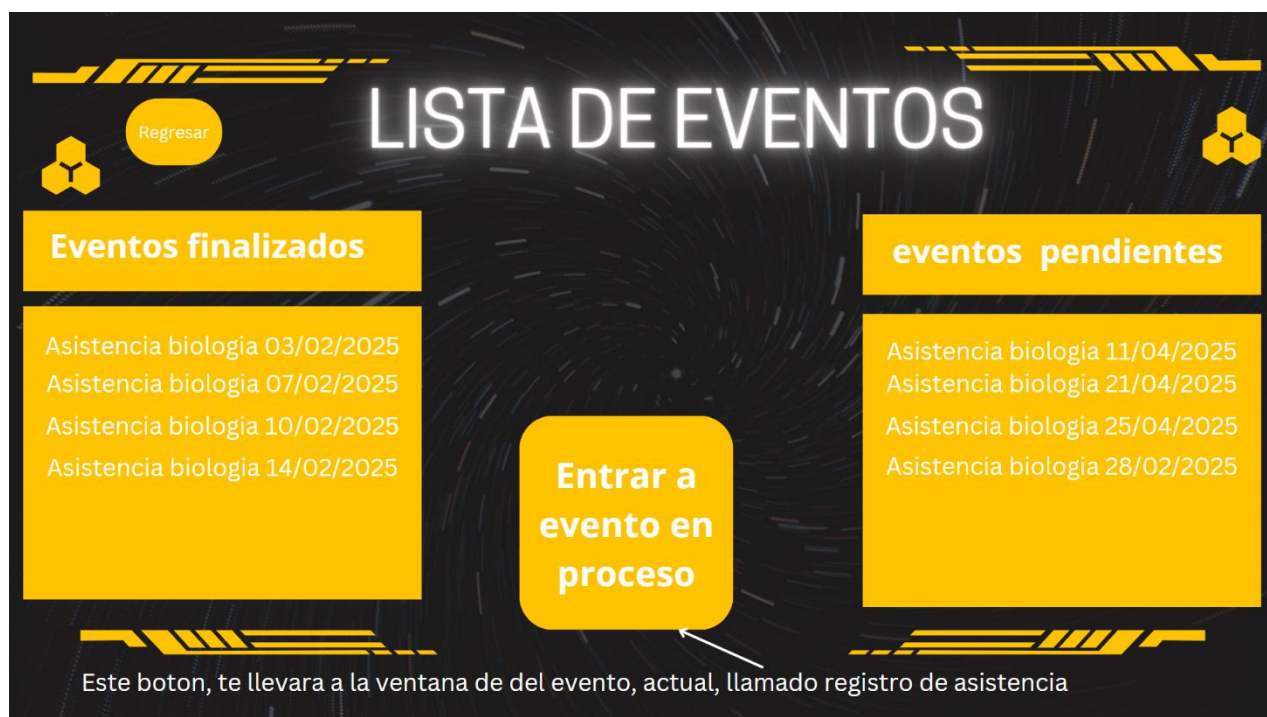 LISTA DE EVENTOS
Regresar
Eventos finalizados
Asistencia biologia 03/02/2025
Asistencia biologia 07/02/2025
Asistencia biologia 10/02/2025
Asistencia biologia 14/02/2025
eventos pendientes
Asistencia biologia 11/04/2025
Asistencia biologia 21/04/2025
Asistencia biologia 25/04/2025
Asistencia biologia 28/02/2025
Entrar a
evento en
proceso
Este boton, te llevara a la ventana de del evento, actual, llamado registro de asistencia